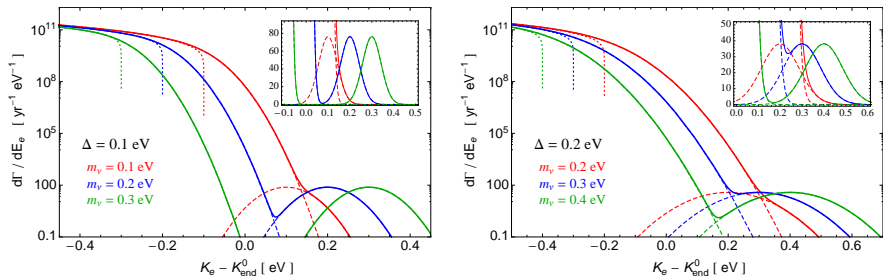 dΓ / dE_e [ yr⁻¹ eV⁻¹ ]
10¹¹
10⁸
10⁵
100
0.1
Δ = 0.1 eV
m_ν = 0.1 eV
m_ν = 0.2 eV
m_ν = 0.3 eV
80
60
40
20
0
−0.1 0.0 0.1 0.2 0.3 0.4 0.5
−0.4 −0.2 0.0 0.2 0.4
K_e − K⁰_end [ eV ]
dΓ / dE_e [ yr⁻¹ eV⁻¹ ]
10¹¹
10⁸
10⁵
100
0.1
Δ = 0.2 eV
m_ν = 0.2 eV
m_ν = 0.3 eV
m_ν = 0.4 eV
50
40
30
20
10
0
0.0 0.1 0.2 0.3 0.4 0.5 0.6
−0.4 −0.2 0.0 0.2 0.4 0.6
K_e − K⁰_end [ eV ]